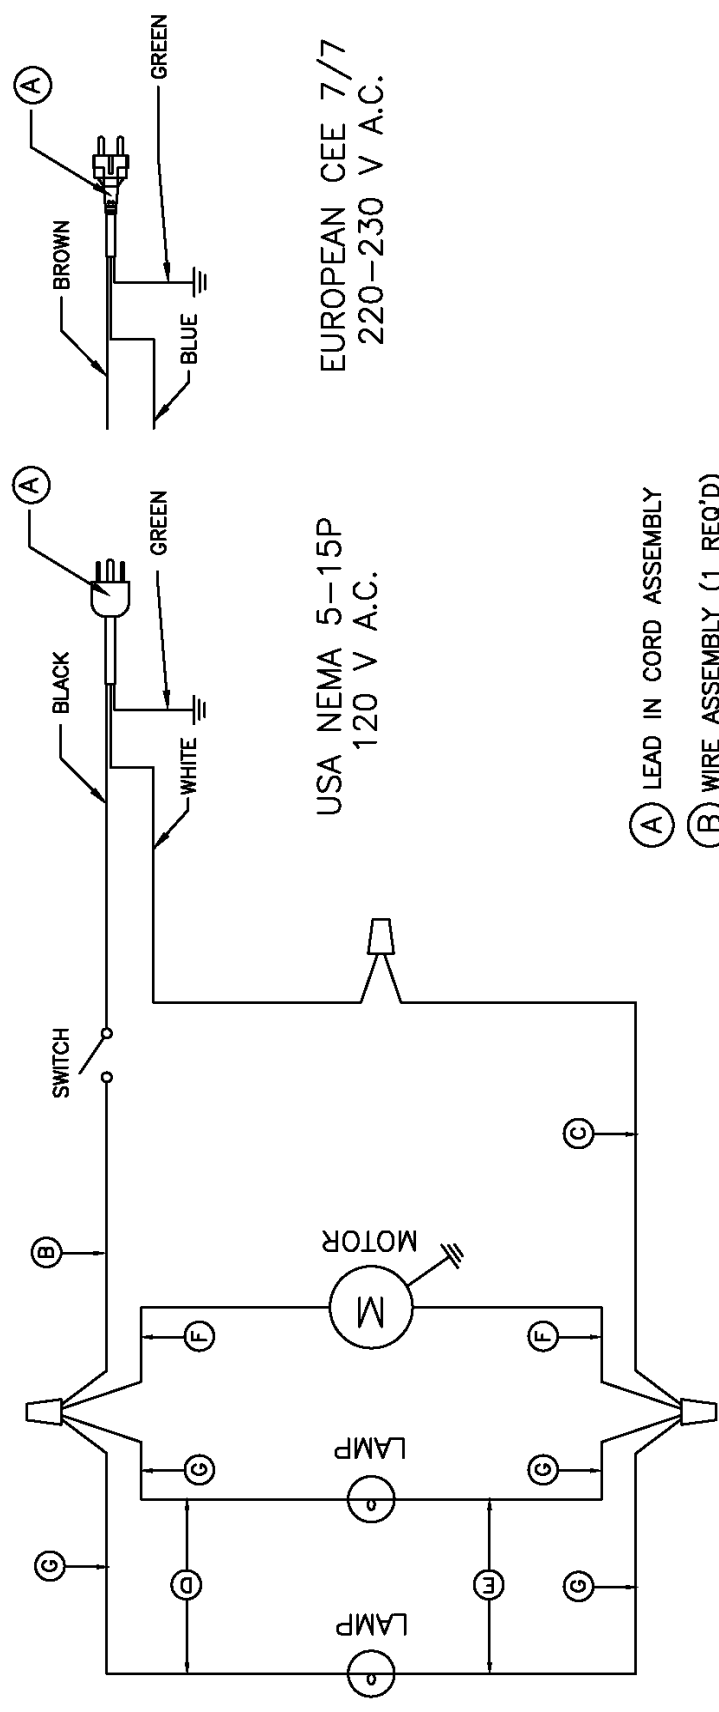 G
B
SWITCH
BLACK
A
BROWN
A
WHITE
GREEN
BLUE
GREEN
D
G
F
LAMP
LAMP
M
MOTOR
USA NEMA 5-15P
120 V A.C.
EUROPEAN CEE 7/7
220-230 V A.C.
E
G
F
G
C
A LEAD IN CORD ASSEMBLY
B WIRE ASSEMBLY (1 REQ'D)